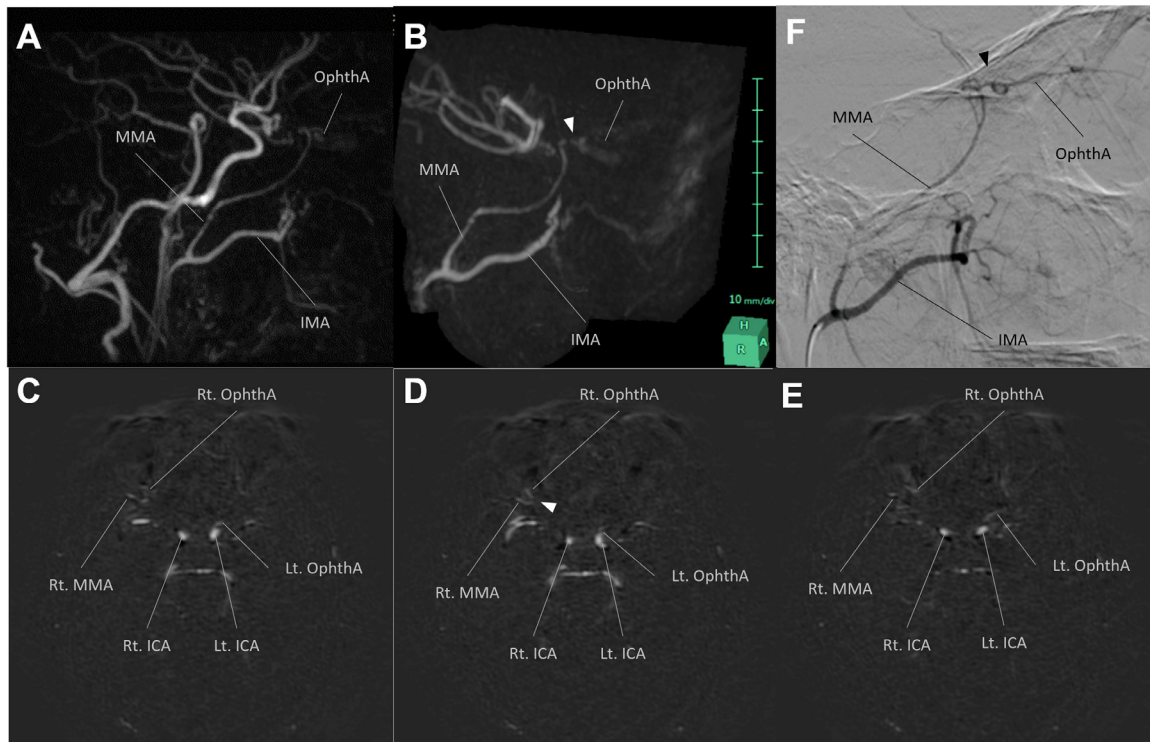 A
OphthA
MMA
IMA
B
OphthA
MMA
IMA
10 mm/div
H
R
A
F
MMA
OphthA
IMA
C
Rt. OphthA
Rt. MMA
Lt. OphthA
Rt. ICA
Lt. ICA
D
Rt. OphthA
Rt. MMA
Lt. OphthA
Rt. ICA
Lt. ICA
E
Rt. OphthA
Rt. MMA
Lt. OphthA
Rt. ICA
Lt. ICA